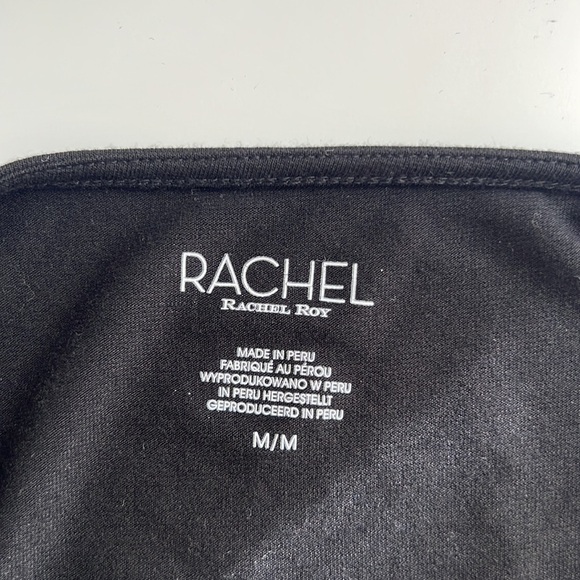 RACHEL
RACHEL ROY
MADE IN PERU
FABRIQUÉ AU PÉROU
WYPRODUKOWANO W PERU
IN PERU HERGESTELLT
GEPRODUCEERD IN PERU
M/M